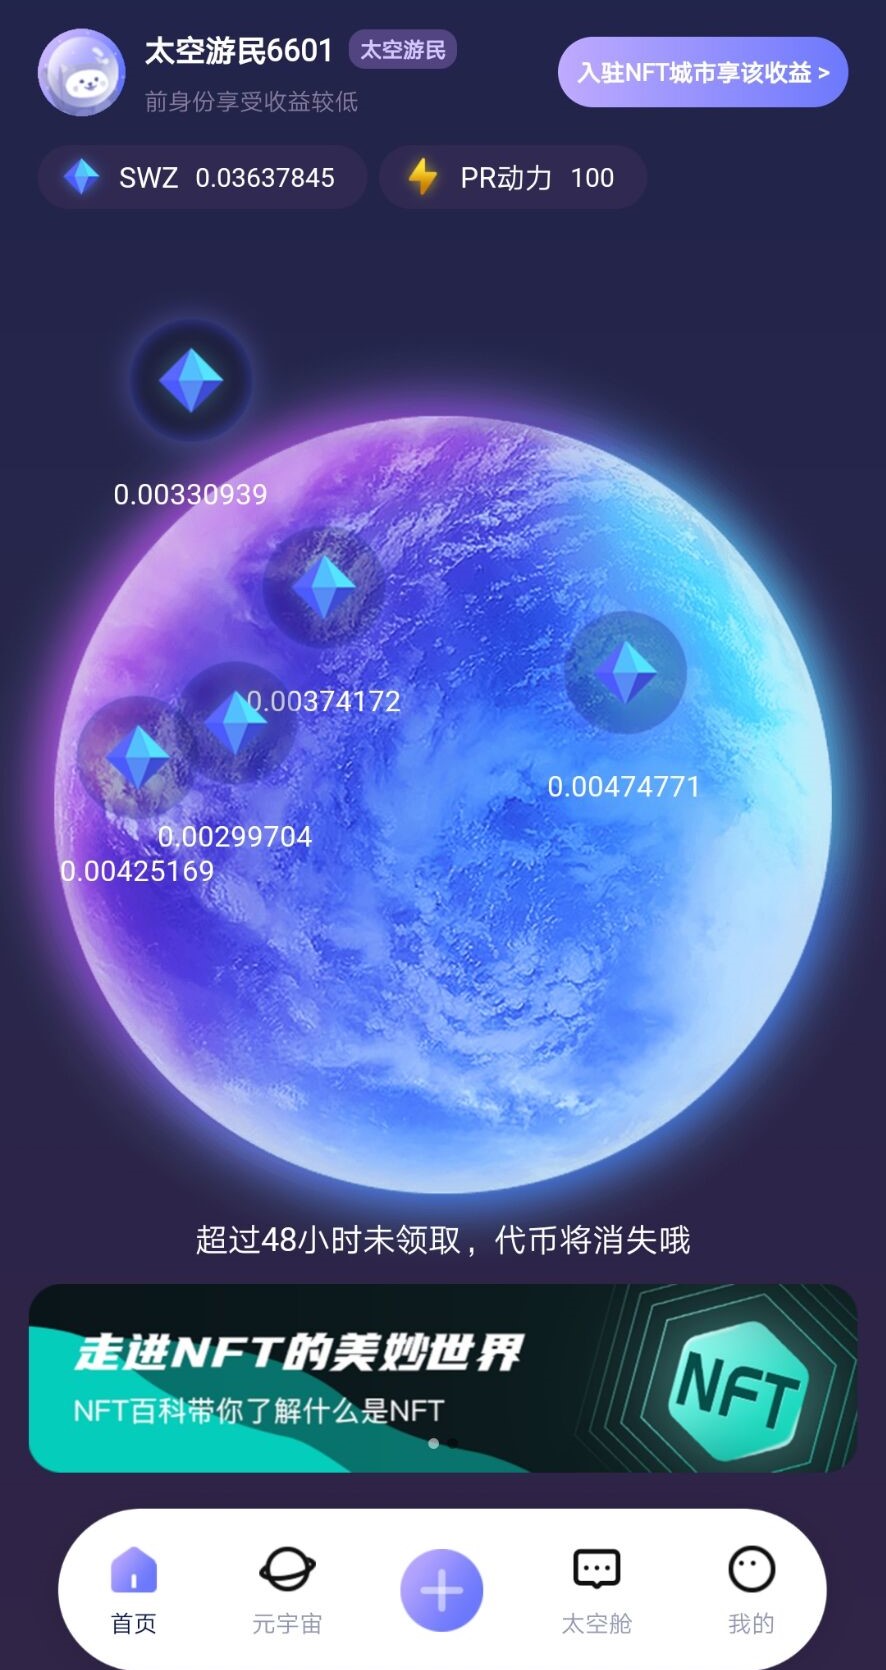 太空游民6601 太空游民
前身份享受收益较低
入驻NFT城市享该收益 >
SWZ 0.03637845
PR动力 100
0.00330939
0.00374172
0.00474771
0.00299704
0.00425169
超过48小时未领取，代币将消失哦
走进NFT的美妙世界
NFT百科带你了解什么是NFT
NFT
首页 元宇宙 太空舱 我的